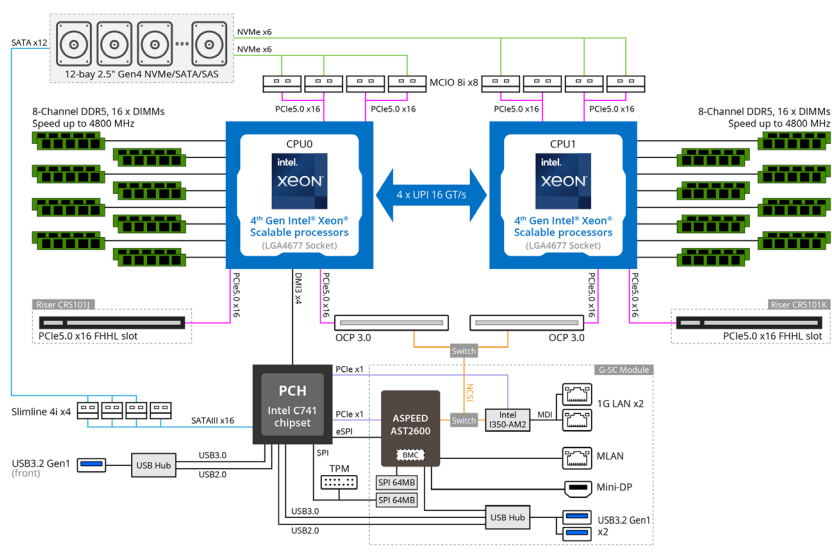 SATA x12
NVMe x6
NVMe x6
12-bay 2.5" Gen4 NVMe/SATA/SAS
MCIO 8i x8
PCIe5.0 x16
PCIe5.0 x16
PCIe5.0 x16
PCIe5.0 x16
8-Channel DDR5, 16 x DIMMs
Speed up to 4800 MHz
8-Channel DDR5, 16 x DIMMs
Speed up to 4800 MHz
CPU0
intel.
xeon
4th Gen Intel® Xeon®
Scalable processors
(LGA4677 Socket)
4 x UPI 16 GT/s
CPU1
intel.
xeon
4th Gen Intel® Xeon®
Scalable processors
(LGA4677 Socket)
PCIe5.0 x16
DMI3 x4
PCIe5.0 x16
PCIe5.0 x16
PCIe5.0 x16
Riser CRS101J
PCIe5.0 x16 FHHL slot
OCP 3.0
OCP 3.0
Riser CRS101K
PCIe5.0 x16 FHHL slot
Switch
G-SC Module
PCH
Intel C741
chipset
PCIe x1
PCIe x1
eSPI
SPI
ASPEED
AST2600
BMC
NCSI
Switch
Intel
I350-AM2
MDI
1G LAN x2
Slimline 4i x4
SATAIII x16
USB3.2 Gen1
(front)
USB Hub
USB3.0
USB2.0
TPM
SPI 64MB
SPI 64MB
MLAN
Mini-DP
USB3.0
USB2.0
USB Hub
USB3.2 Gen1
x2